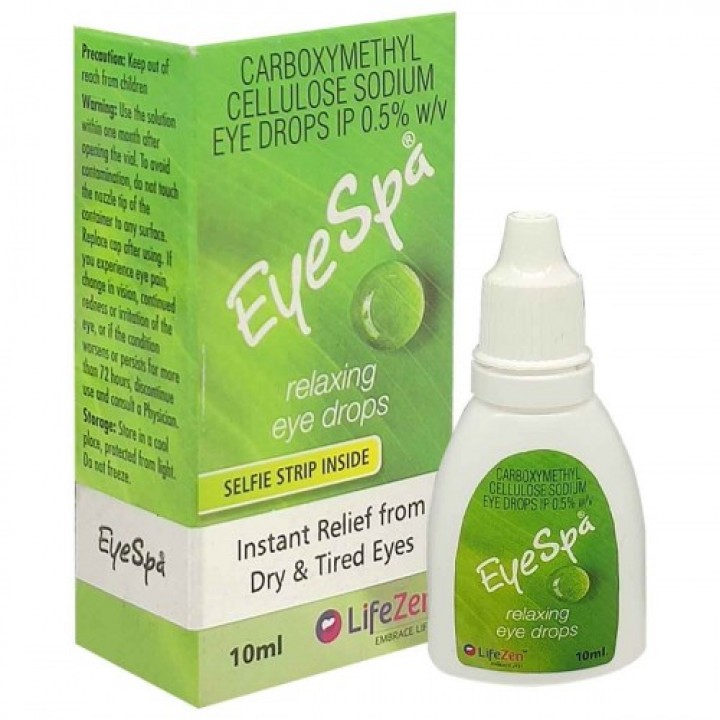 Precaution: Keep out of
reach from children
Warning: Use the solution
within one month after
opening the vial. To avoid
contamination, do not touch
the nozzle tip of the
container to any surface.
Replace cap after using. If
you experience eye pain,
change in vision, continued
redness or irritation of the
eye, or if the condition
worsens or persists for more
than 72 hours, discontinue
use and consult a Physician.
Storage: Store in a cool
place, protected from light.
Do not freeze.
EyeSpa
CARBOXYMETHYL
CELLULOSE SODIUM
EYE DROPS IP 0.5% w/v
EyeSpa®
relaxing
eye drops
SELFIE STRIP INSIDE
Instant Relief from
Dry & Tired Eyes
10ml
LifeZen
EMBRACE LIFE
CARBOXYMETHYL
CELLULOSE SODIUM
EYE DROPS IP 0.5% w/v
EyeSpa
relaxing
eye drops
LifeZen™
10ml